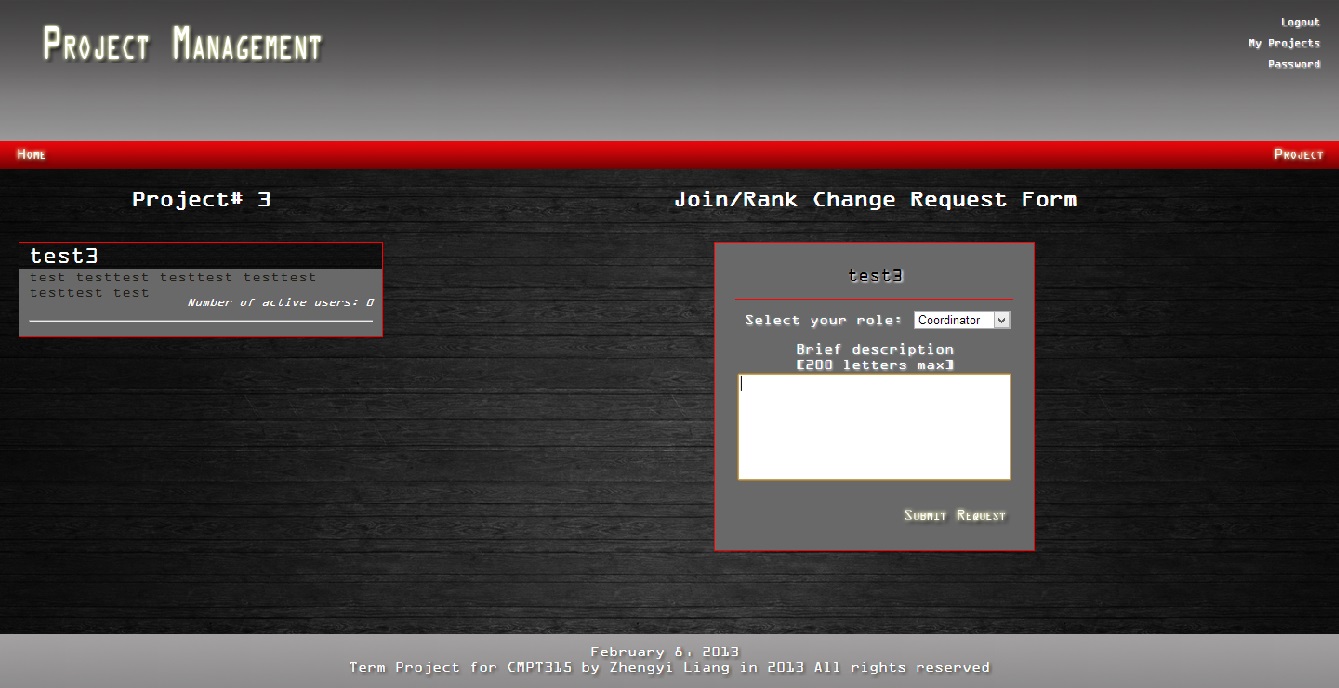 Project Management
Logout
My Projects
Password
Home
Project
Project# 3
Join/Rank Change Request Form
test3
test testtest testtest testtest
testtest test
Number of active users: 0
test3
Select your role: Coordinator
Brief description
[200 letters max]
Submit Request
February 8, 2013
Term Project for CMPT315 by Zhengyi Liang in 2013 All rights reserved